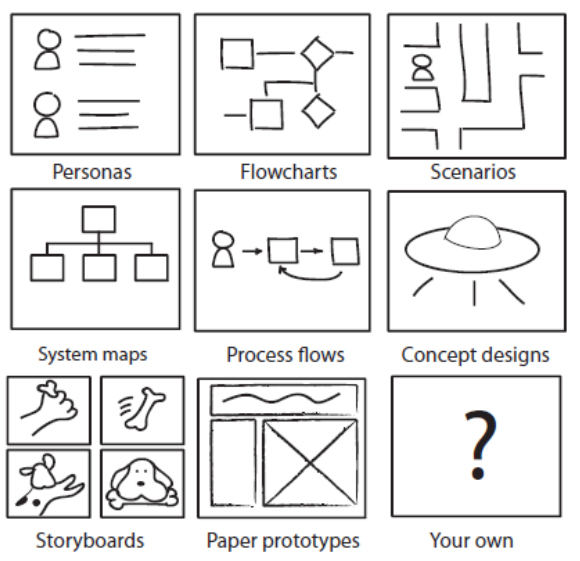 Personas
Flowcharts
Scenarios
System maps
Process flows
Concept designs
?
Storyboards
Paper prototypes
Your own